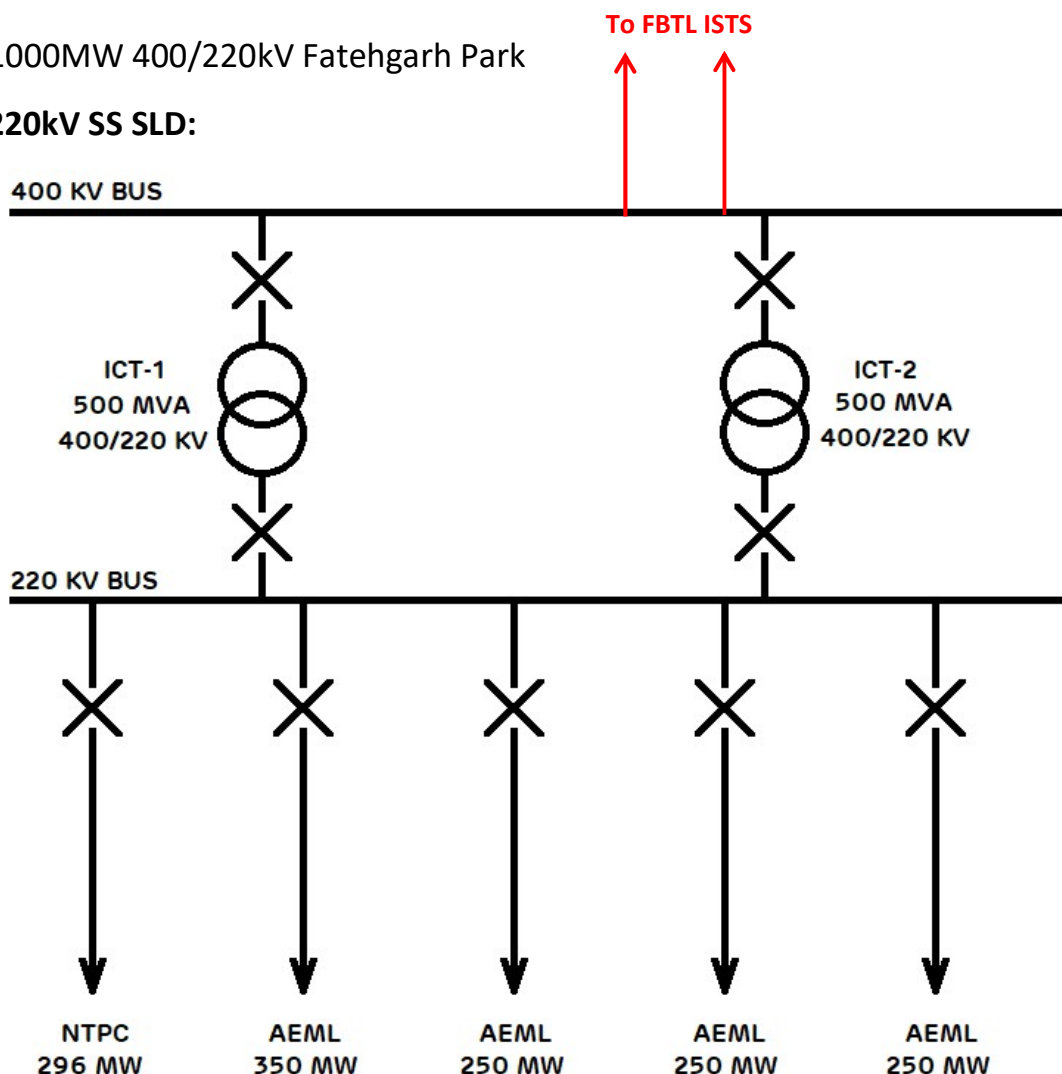 To FBTL ISTS
1000MW 400/220kV Fatehgarh Park
220kV SS SLD:
400 KV BUS
ICT-1
500 MVA
400/220 KV
ICT-2
500 MVA
400/220 KV
220 KV BUS
NTPC
296 MW
AEML
350 MW
AEML
250 MW
AEML
250 MW
AEML
250 MW